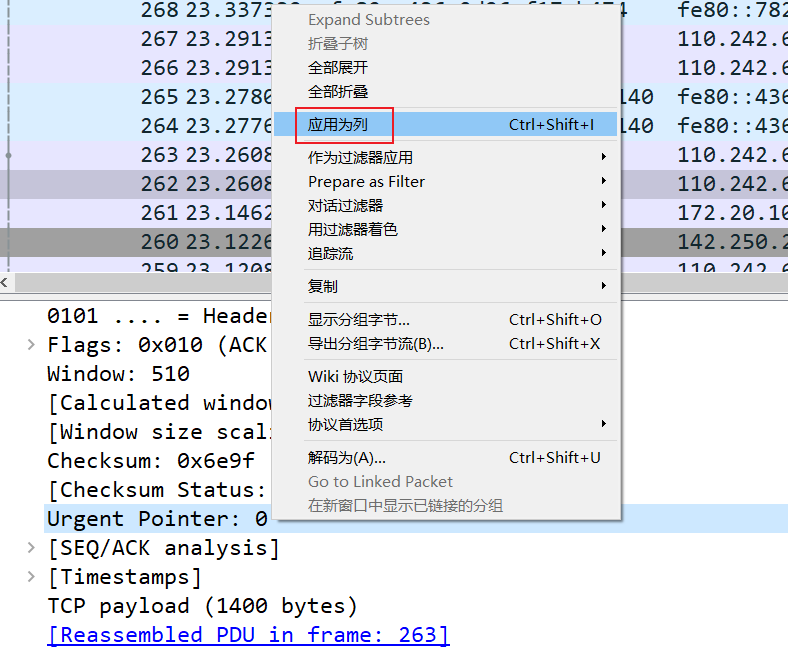 268 23.3373
fe80::782
267 23.2913
110.242.6
266 23.2913
110.242.6
265 23.2780
140 fe80::436
264 23.2776
140 fe80::436
263 23.2608
110.242.6
262 23.2608
110.242.6
261 23.1462
172.20.10
260 23.1226
142.250.2
259 23.1208
110.242.6
Expand Subtrees
折叠子树
全部展开
全部折叠
应用为列 Ctrl+Shift+I
作为过滤器应用
Prepare as Filter
对话过滤器
用过滤器着色
追踪流
复制
显示分组字节... Ctrl+Shift+O
导出分组字节流(B)... Ctrl+Shift+X
Wiki 协议页面
过滤器字段参考
协议首选项
解码为(A)... Ctrl+Shift+U
Go to Linked Packet
在新窗口中显示已链接的分组
0101 .... = Header
Flags: 0x010 (ACK
Window: 510
[Calculated window
[Window size scali
Checksum: 0x6e9f
[Checksum Status:
Urgent Pointer: 0
[SEQ/ACK analysis]
[Timestamps]
TCP payload (1400 bytes)
[Reassembled PDU in frame: 263]